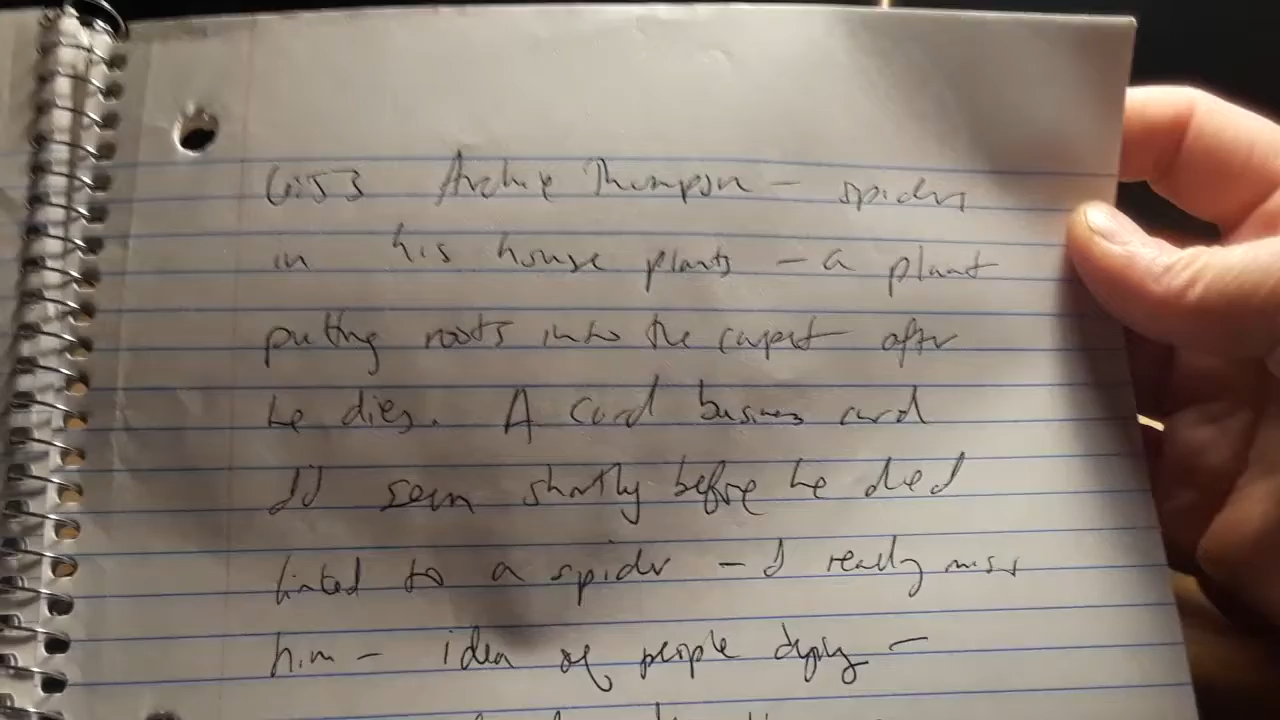 6:53 Archie Thompson - spiders
in his house plants - a plant
putting roots into the carpet after
he dies. A card business card
I'd seen shortly before he died
linked to a spider - I really miss
him - idea of people dying -